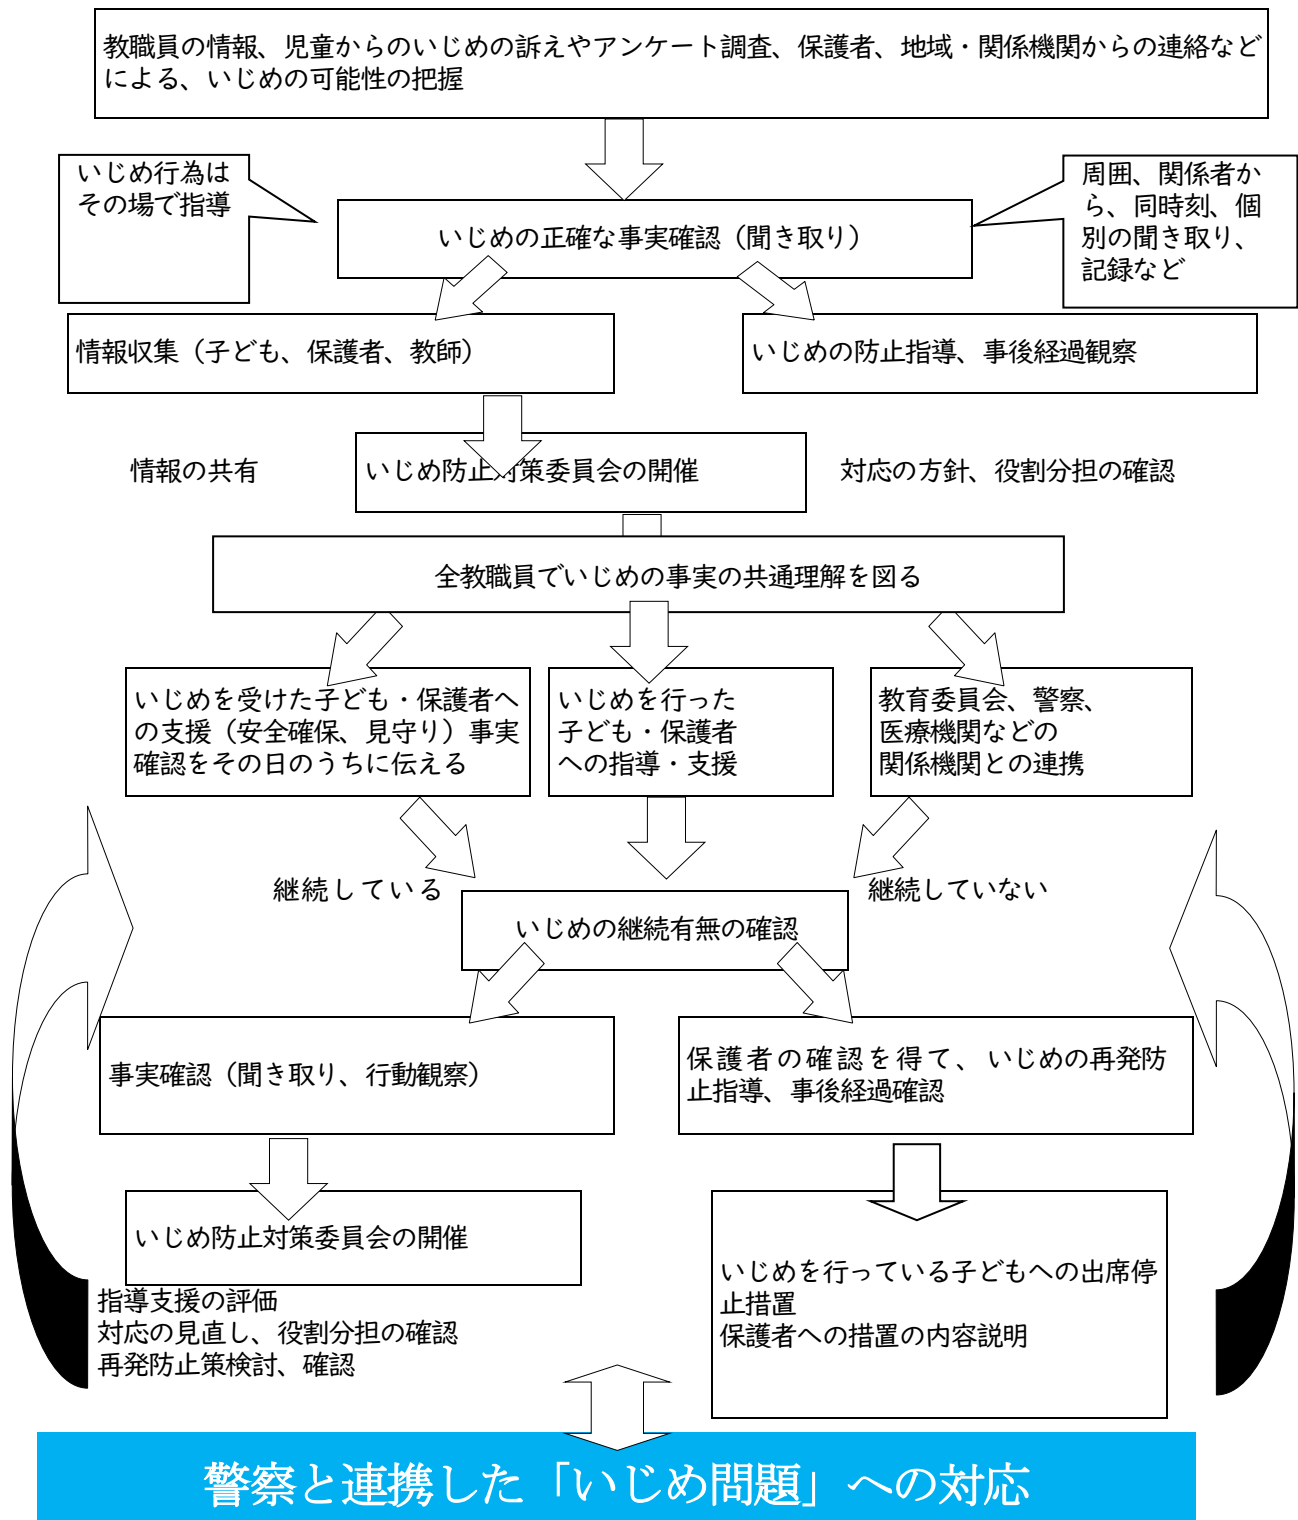 教職員の情報、児童からのいじめの訴えやアンケート調査、保護者、地域・関係機関からの連絡など
による、いじめの可能性の把握
いじめ行為は
その場で指導
周囲、関係者か
ら、同時刻、個
別の聞き取り、
記録など
いじめの正確な事実確認（聞き取り）
情報収集（子ども、保護者、教師）
いじめの防止指導、事後経過観察
情報の共有
いじめ防止対策委員会の開催
対応の方針、役割分担の確認
全教職員でいじめの事実の共通理解を図る
いじめを受けた子ども・保護者へ
の支援（安全確保、見守り）事実
確認をその日のうちに伝える
いじめを行った
子ども・保護者
への指導・支援
教育委員会、警察、
医療機関などの
関係機関との連携
継続している
継続していない
いじめの継続有無の確認
事実確認（聞き取り、行動観察）
保護者の確認を得て、いじめの再発防
止指導、事後経過確認
いじめ防止対策委員会の開催
指導支援の評価
対応の見直し、役割分担の確認
再発防止策検討、確認
いじめを行っている子どもへの出席停
止措置
保護者への措置の内容説明
警察と連携した「いじめ問題」への対応